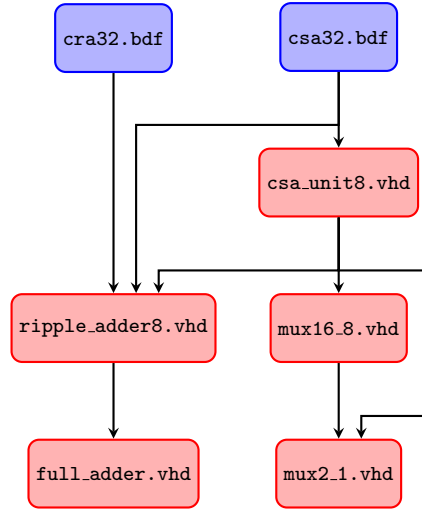 cra32.bdf
csa32.bdf
csa_unit8.vhd
ripple_adder8.vhd
mux16_8.vhd
full_adder.vhd
mux2_1.vhd